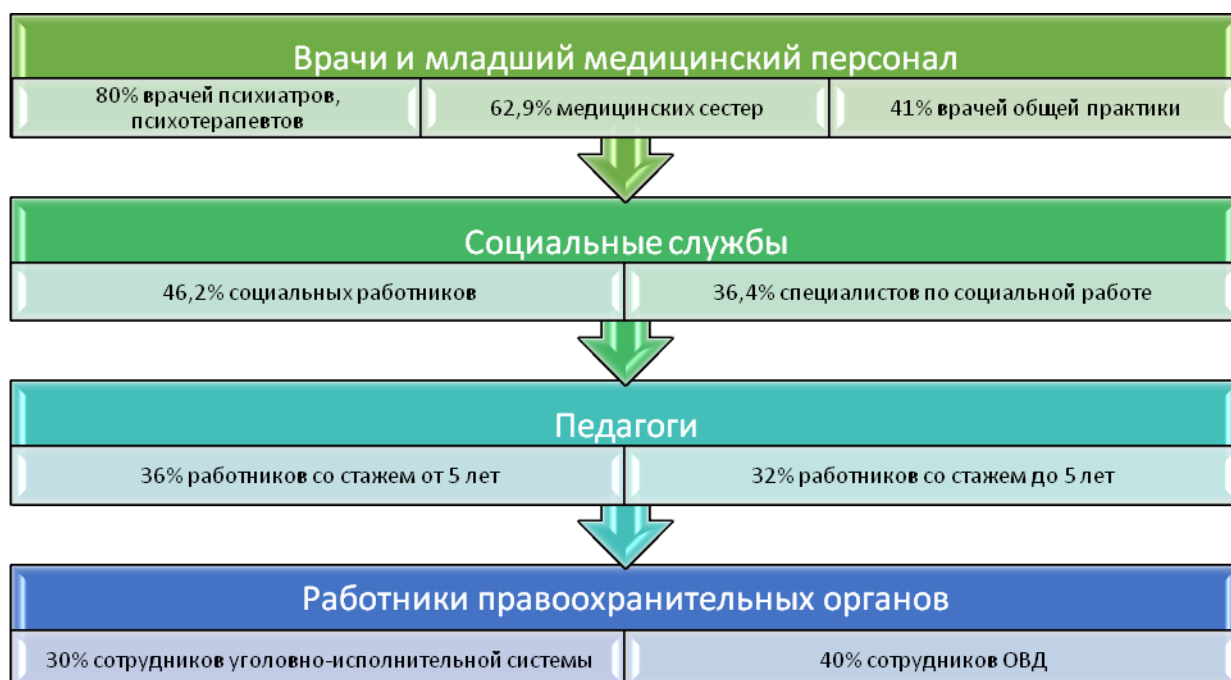 Врачи и младший медицинский персонал
80% врачей психиатров,
психотерапевтов
62,9% медицинских сестер
41% врачей общей практики
Социальные службы
46,2% социальных работников
36,4% специалистов по социальной работе
Педагоги
36% работников со стажем от 5 лет
32% работников со стажем до 5 лет
Работники правоохранительных органов
30% сотрудников уголовно-исполнительной системы
40% сотрудников ОВД